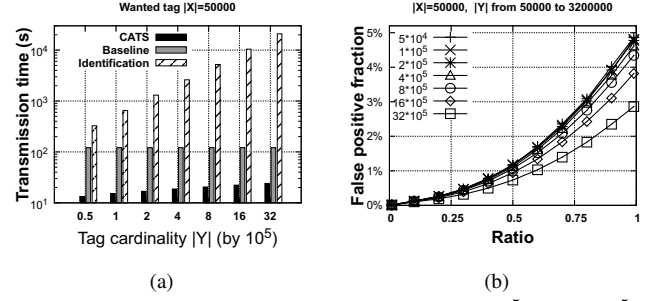 Wanted tag |X|=50000
Transmission time (s)
10^4
10^3
10^2
10^1
CATS
Baseline
Identification
0.5 1 2 4 8 16 32
Tag cardinality |Y| (by 10^5)
(a)
|X|=50000, |Y| from 50000 to 3200000
False positive fraction
5%
4%
3%
2%
1%
0%
5*10^4
1*10^5
2*10^5
4*10^5
8*10^5
16*10^5
32*10^5
0 0.25 0.5 0.75 1
Ratio
(b)